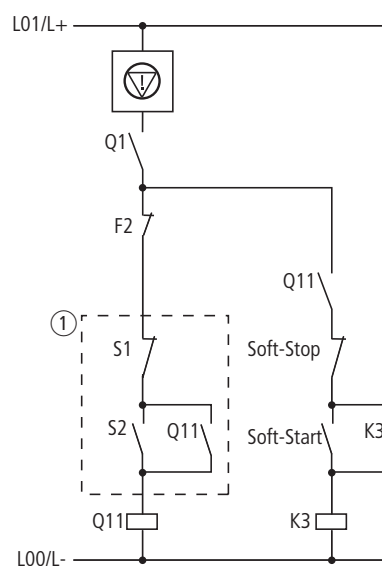 L01/L+
!
Q1
F2
Q11
1
S1
Soft-Stop
S2
Q11
Soft-Start
K3
Q11
K3
L00/L-